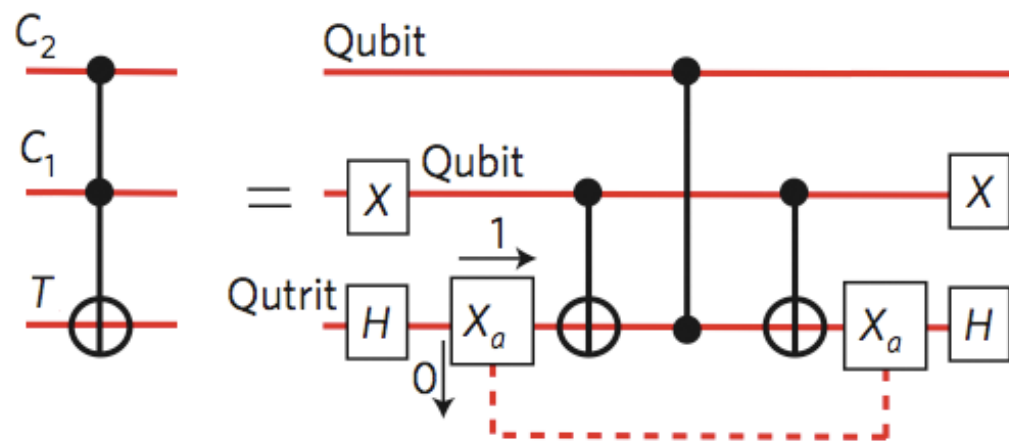 C₂
Qubit
C₁
X
Qubit
X
=
1
T
Qutrit
H
Xₐ
Xₐ
H
0